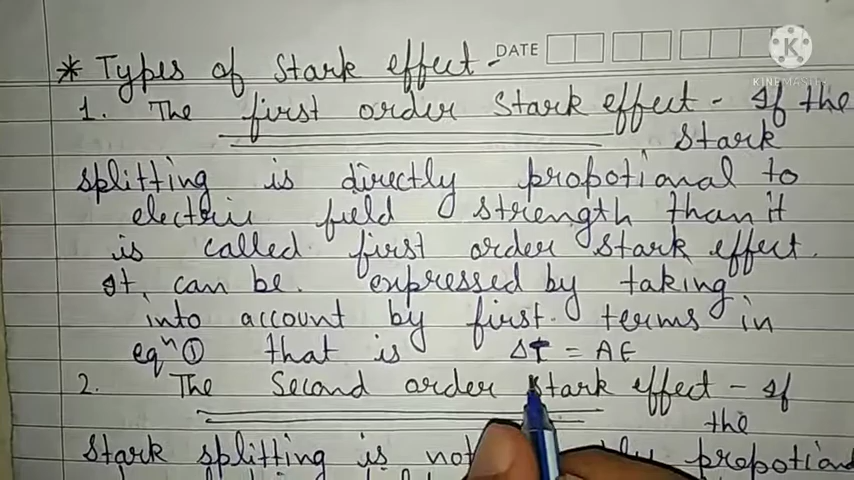 * Types of Stark effect - DATE
KINEMASTER
1. The first order Stark effect - If the
Stark
splitting is directly propotional to
electric field strength than it
is called first order Stark effect.
It can be expressed by taking
into account by first terms in
eqⁿ ① that is ΔT = AE
2. The Second order Stark effect - If
the
Stark splitting is not propotional